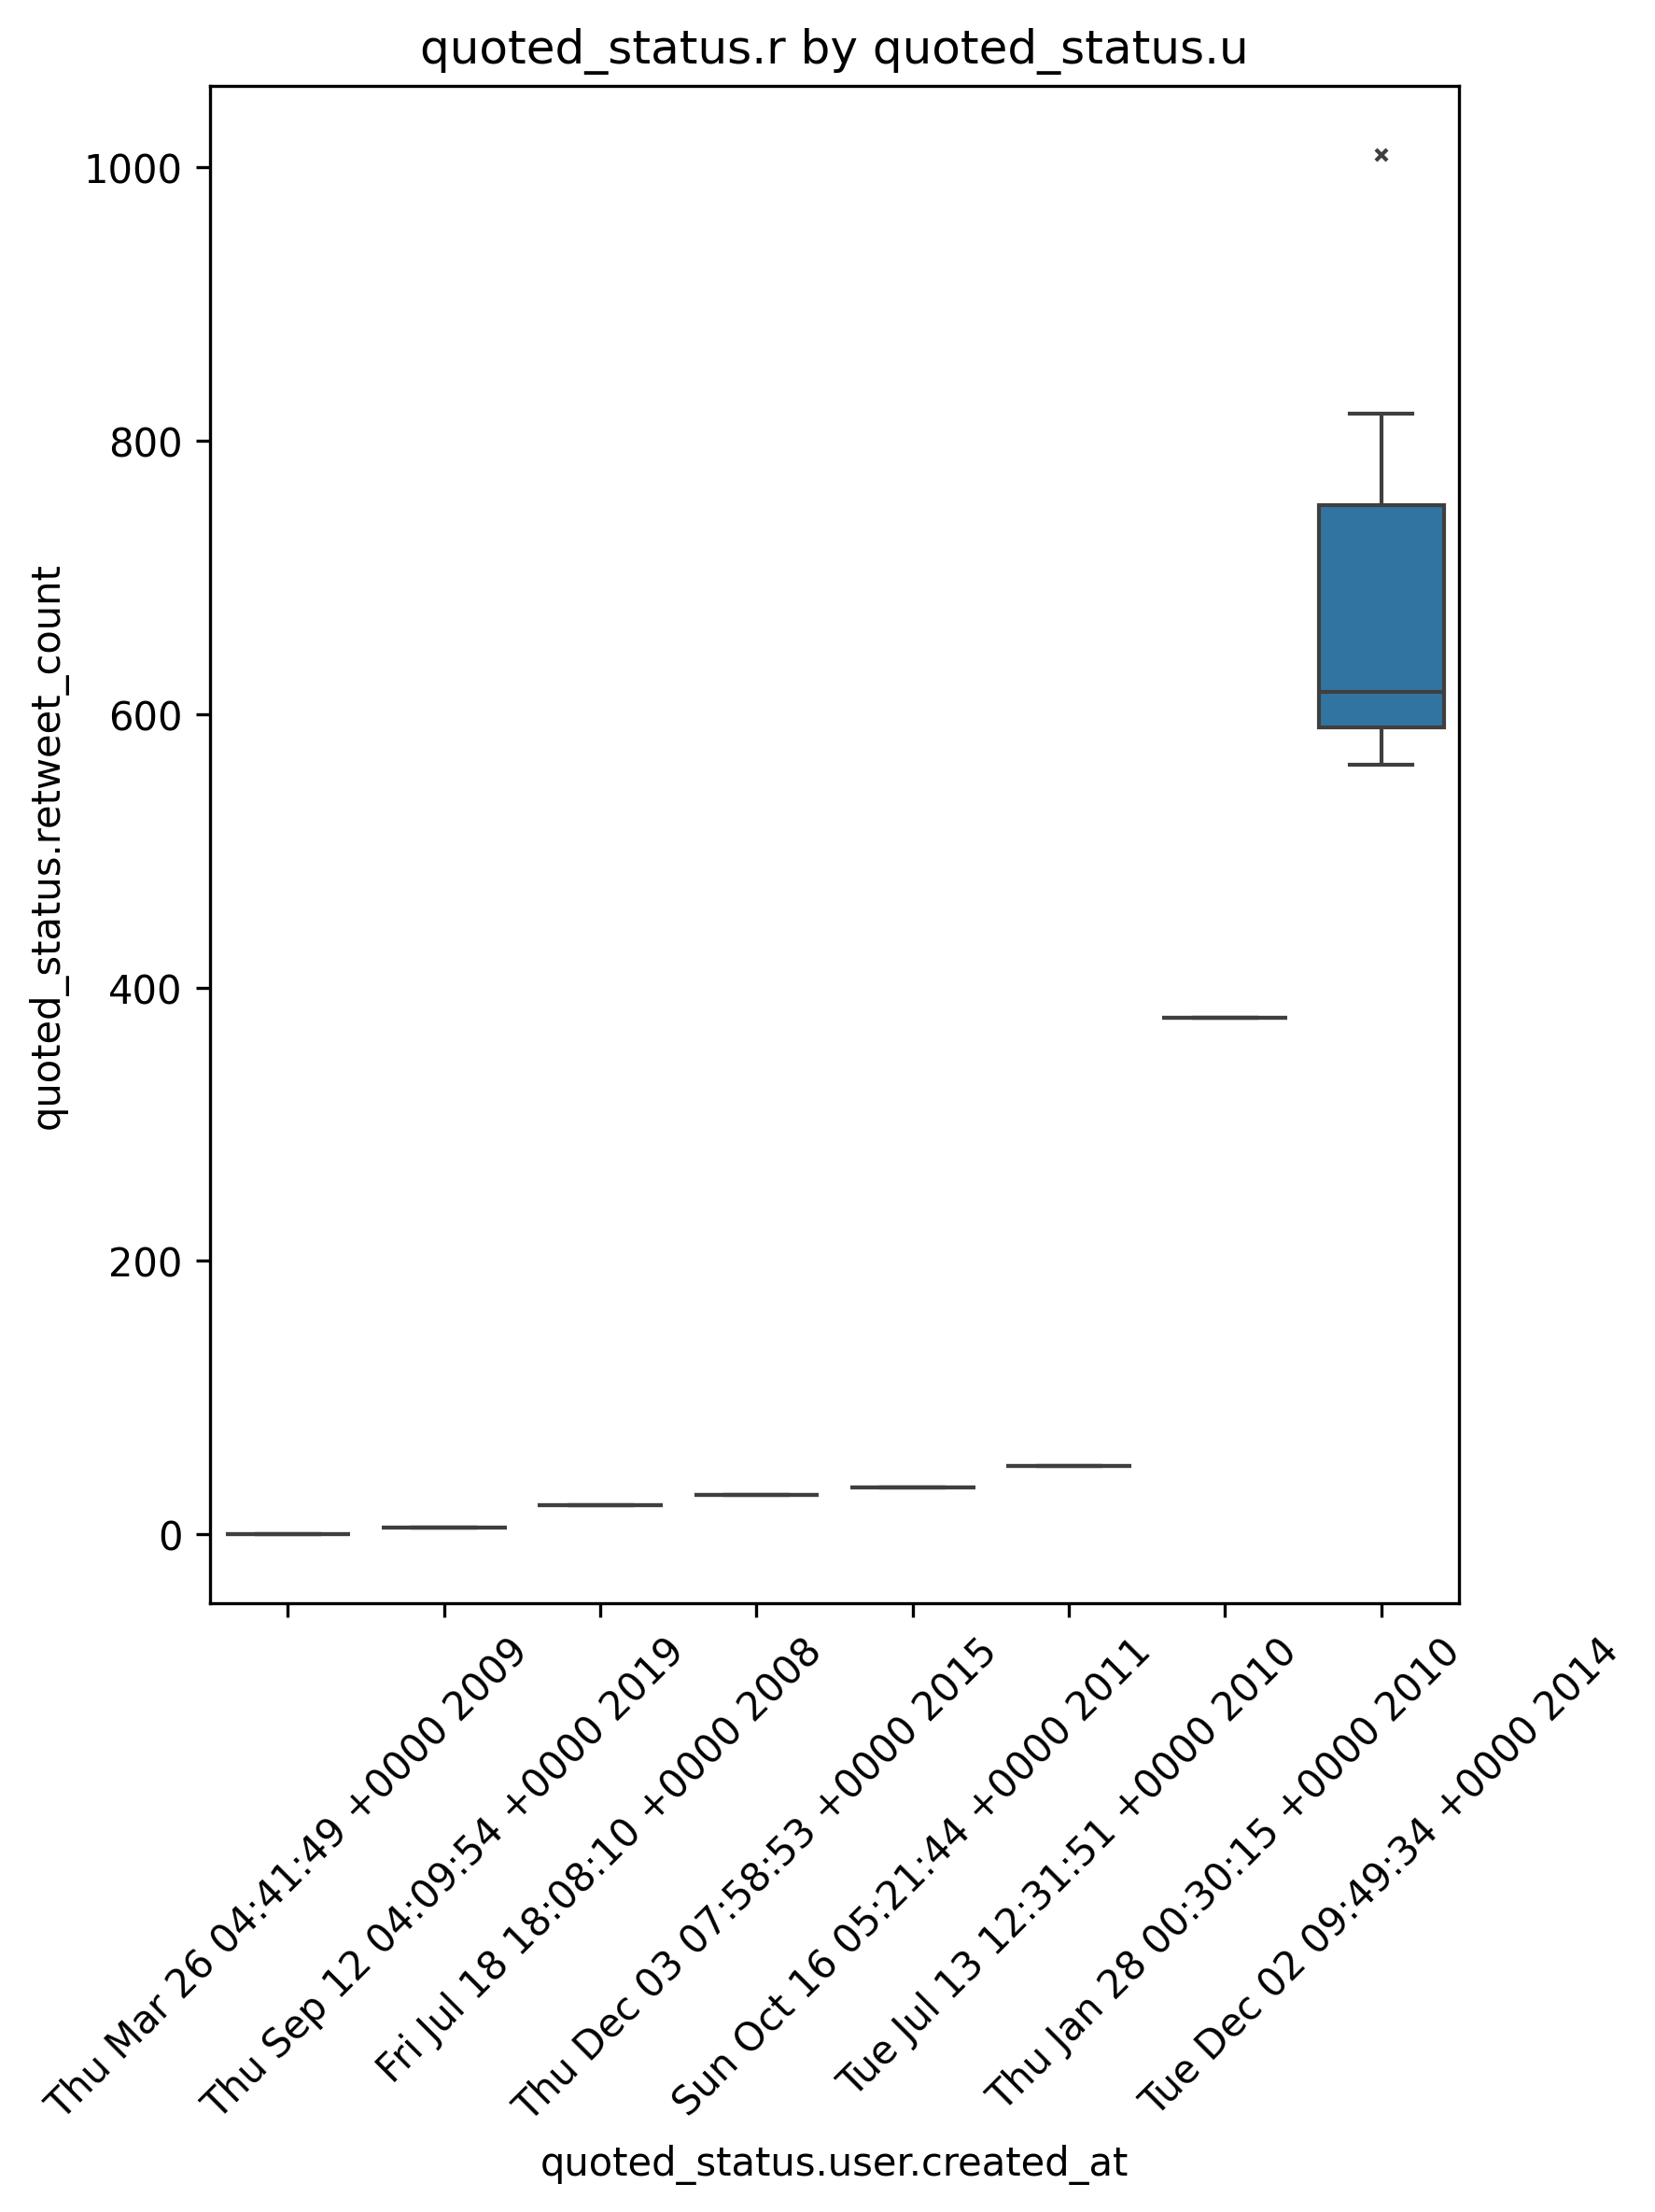 quoted_status.r by quoted_status.u
quoted_status.retweet_count
1000
800
600
400
200
0
Thu Mar 26 04:41:49 +0000 2009
Thu Sep 12 04:09:54 +0000 2019
Fri Jul 18 18:08:10 +0000 2008
Thu Dec 03 07:58:53 +0000 2015
Sun Oct 16 05:21:44 +0000 2011
Tue Jul 13 12:31:51 +0000 2010
Thu Jan 28 00:30:15 +0000 2010
Tue Dec 02 09:49:34 +0000 2014
quoted_status.user.created_at